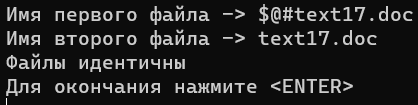 Имя первого файла -> $@#text17.doc
Имя второго файла -> text17.doc
Файлы идентичны
Для окончания нажмите <ENTER>